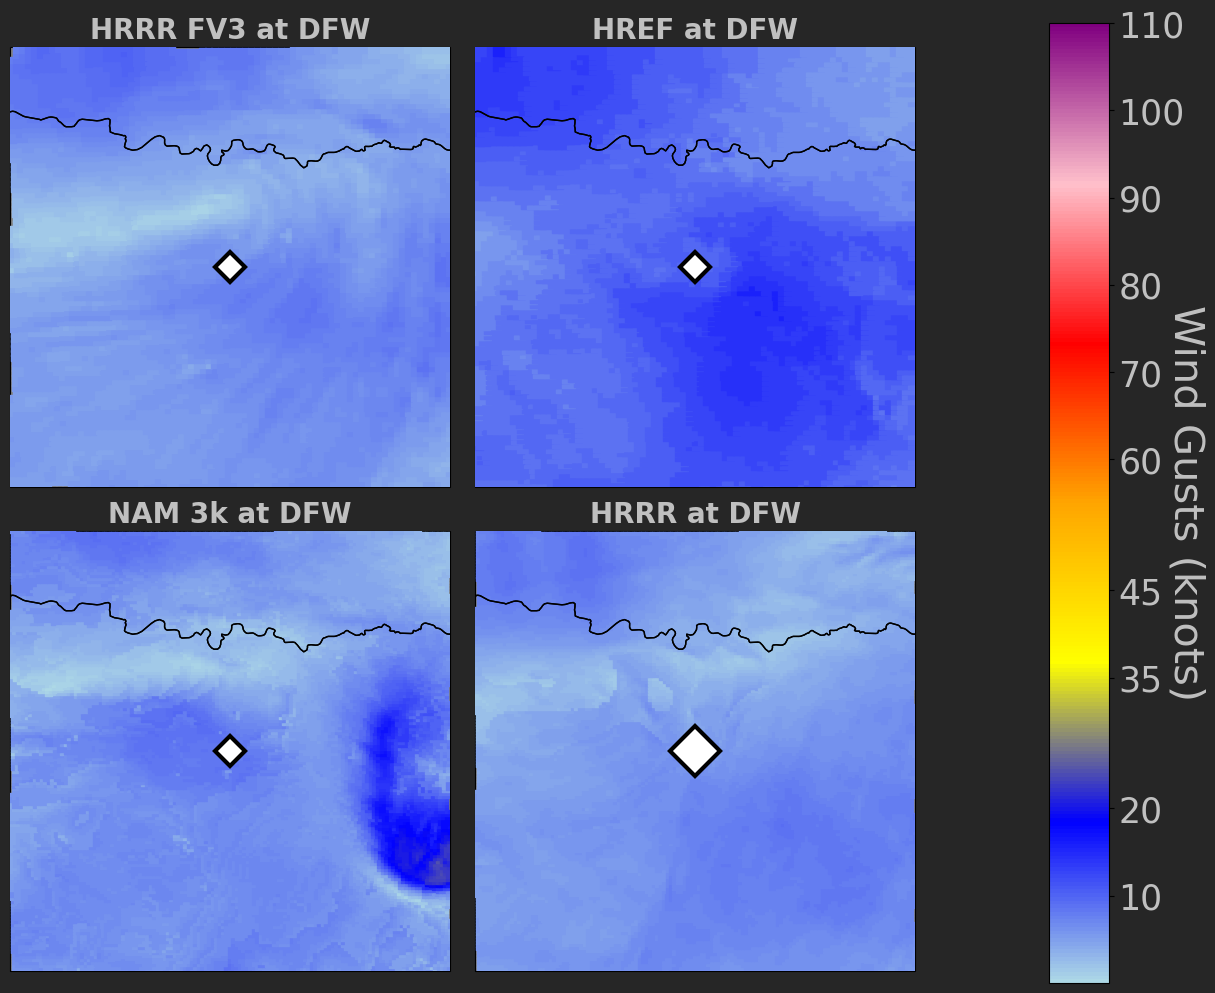 HRRR FV3 at DFW
HREF at DFW
NAM 3k at DFW
HRRR at DFW
110
100
90
80
70
60
45
35
20
10
Wind Gusts (knots)